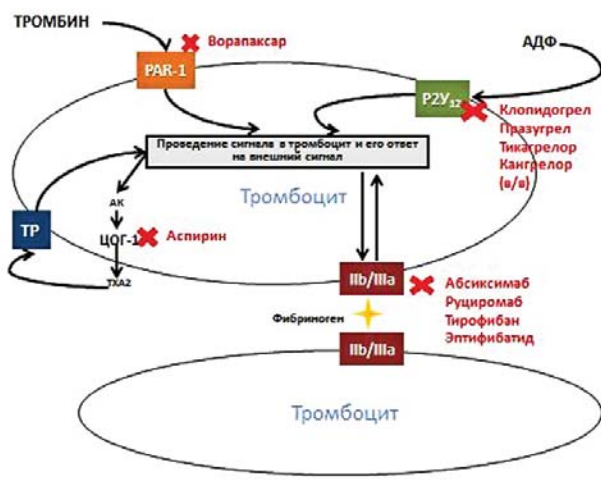 ТРОМБИН
Ворапаксар
АДФ
PAR-1
P2Y₁₂
Клопидогрел
Празугрел
Тикагрелор
Кангрелор
(в/в)
Проведение сигнала в тромбоцит и его ответ
на внешний сигнал
АК
Тромбоцит
ТР
ЦОГ-1
Аспирин
TXA2
IIb/IIIa
Абсиксимаб
Руциромаб
Тирофибан
Эптифибатид
Фибриноген
IIb/IIIa
Тромбоцит